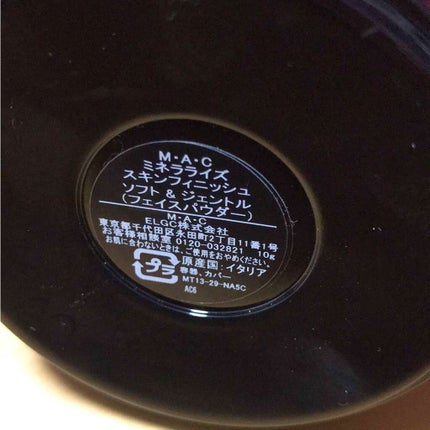 M・A・C
ミネラライズ
スキンフィニッシュ
ソフト & ジェントル
(フェイスパウダー)
M・A・C
ELGC株式会社
東京都千代田区永田町2丁目11番1号
お客様相談室 0120-032821 10g
お肌に合わないときは、ご使用をおやめください。
プラ 原産国: イタリア
容器、カバー
MT13-29-NA5C
AC6